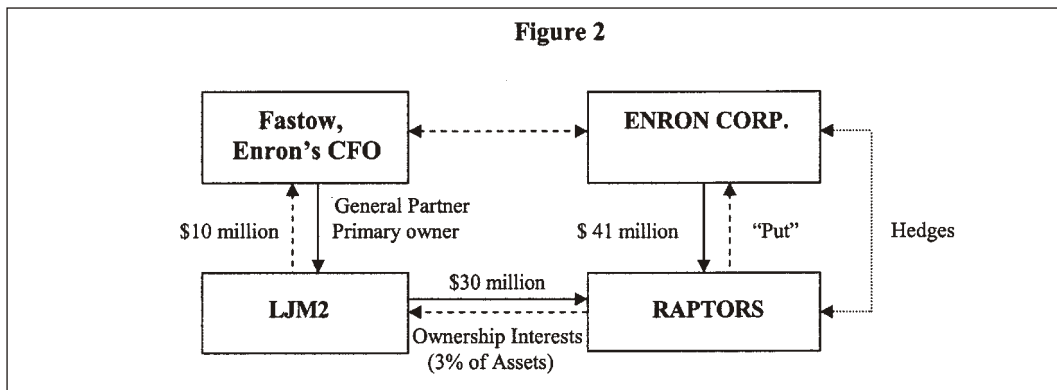 Figure 2
Fastow,
Enron's CFO
ENRON CORP.
$10 million
General Partner
Primary owner
$ 41 million
"Put"
Hedges
LJM2
$30 million
Ownership Interests
(3% of Assets)
RAPTORS